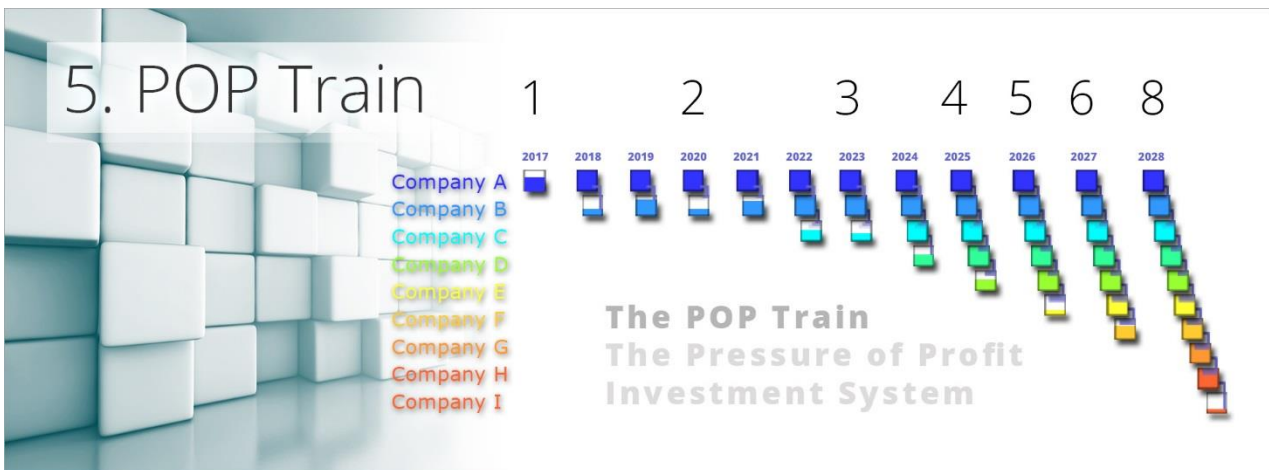 5. POP Train
1 2 3 4 5 6 8
2017 2018 2019 2020 2021 2022 2023 2024 2025 2026 2027 2028
Company A
Company B
Company C
Company D
Company E
Company F
Company G
Company H
Company I
The POP Train
The Pressure of Profit
Investment System